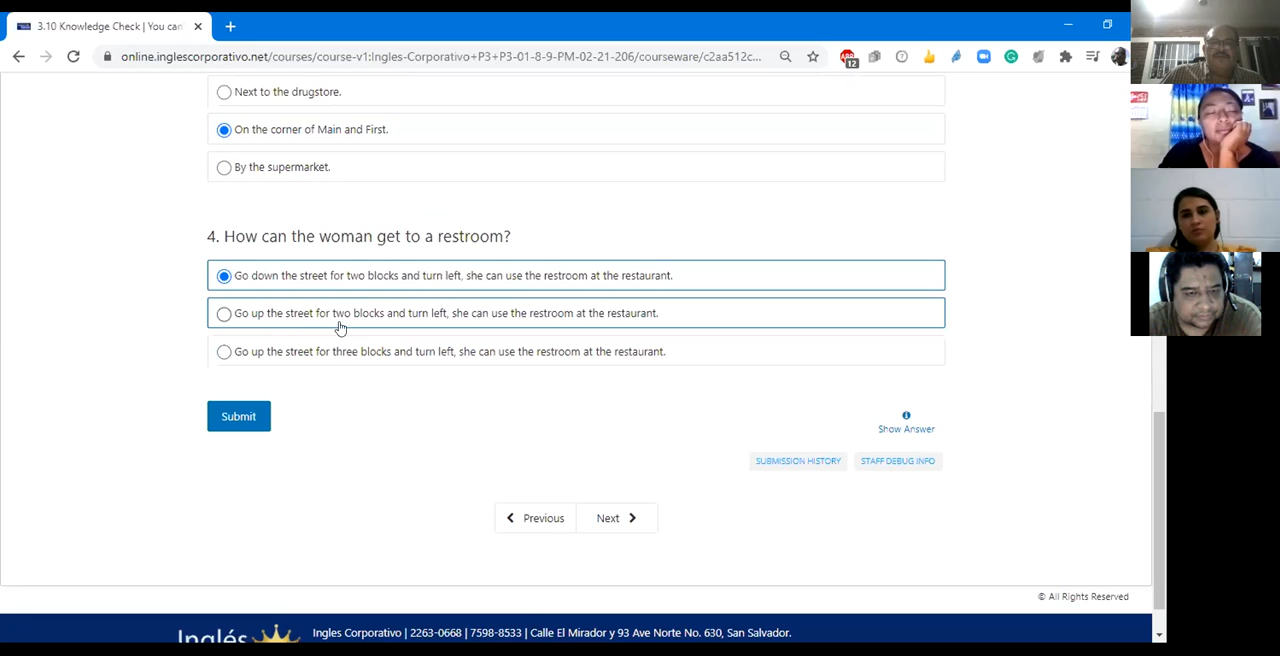 3.10 Knowledge Check | You can
online.inglescorporativo.net/courses/course-v1:Ingles-Corporativo+P3+P3-01-8-9-PM-02-21-206/courseware/c2aa512c...
12
Next to the drugstore.
On the corner of Main and First.
By the supermarket.
4. How can the woman get to a restroom?
Go down the street for two blocks and turn left, she can use the restroom at the restaurant.
Go up the street for two blocks and turn left, she can use the restroom at the restaurant.
Go up the street for three blocks and turn left, she can use the restroom at the restaurant.
Submit
Show Answer
SUBMISSION HISTORY
STAFF DEBUG INFO
Previous
Next
© All Rights Reserved
Inglés
Ingles Corporativo | 2263-0668 | 7598-8533 | Calle El Mirador y 93 Ave Norte No. 630, San Salvador.